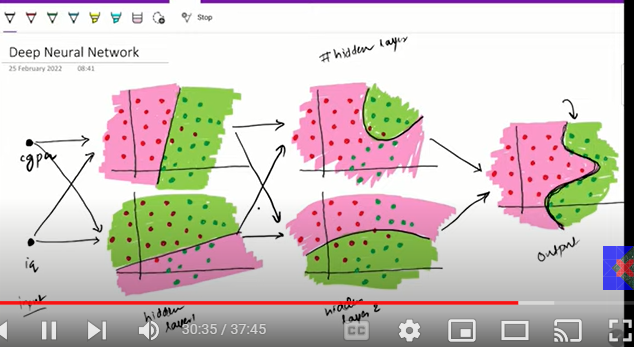 Stop
Deep Neural Network
25 February 2022 08:41
# hidden layer
cgpa
iq
input
hidden
layer 1
hidden
layer 2
output
30:35 / 37:45
CC